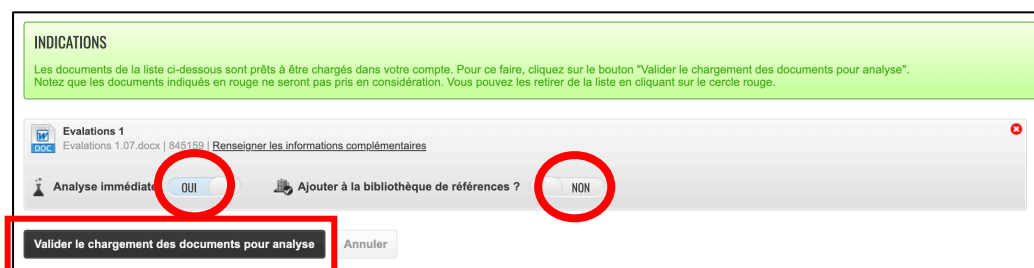 INDICATIONS
Les documents de la liste ci-dessous sont prêts à être chargés dans votre compte. Pour ce faire, cliquez sur le bouton "Valider le chargement des documents pour analyse".
Notez que les documents indiqués en rouge ne seront pas pris en considération. Vous pouvez les retirer de la liste en cliquant sur le cercle rouge.
Evalations 1
Evalations 1.07.docx | 845159 | Renseigner les informations complémentaires
DOC
Analyse immédiate OUI Ajouter à la bibliothèque de références ? NON
Valider le chargement des documents pour analyse Annuler